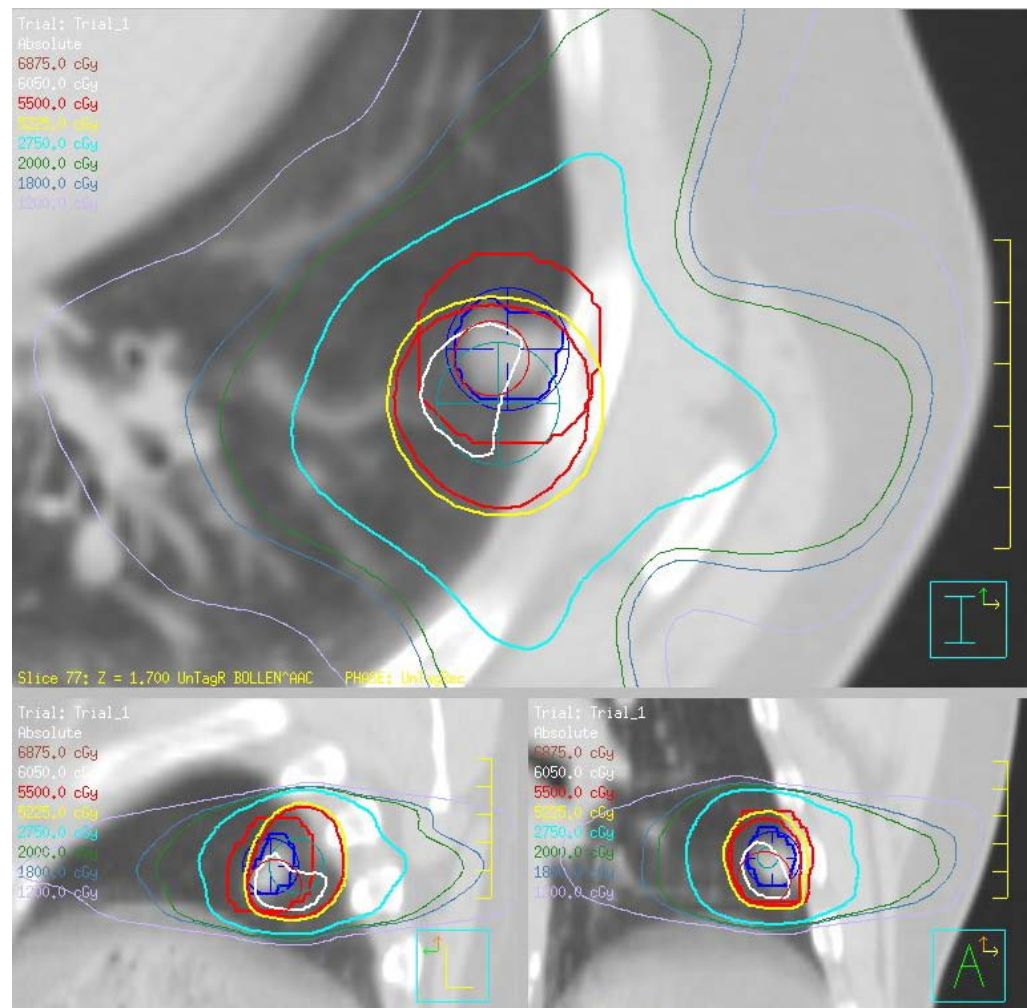 Trial: Trial_1
Absolute
6875.0 cGy
6050.0 cGy
5500.0 cGy
5225.0 cGy
2750.0 cGy
2000.0 cGy
1800.0 cGy
1200.0 cGy
I
Slice 77: Z = 1.700 UnTagR BOLLEN^AAC PHASE:
Trial: Trial_1
Absolute
6875.0 cGy
6050.0 cGy
5500.0 cGy
5225.0 cGy
2750.0 cGy
2000.0 cGy
1800.0 cGy
1200.0 cGy
L
Trial: Trial_1
Absolute
6875.0 cGy
6050.0 cGy
5500.0 cGy
5225.0 cGy
2750.0 cGy
2000.0 cGy
1800.0 cGy
1200.0 cGy
A